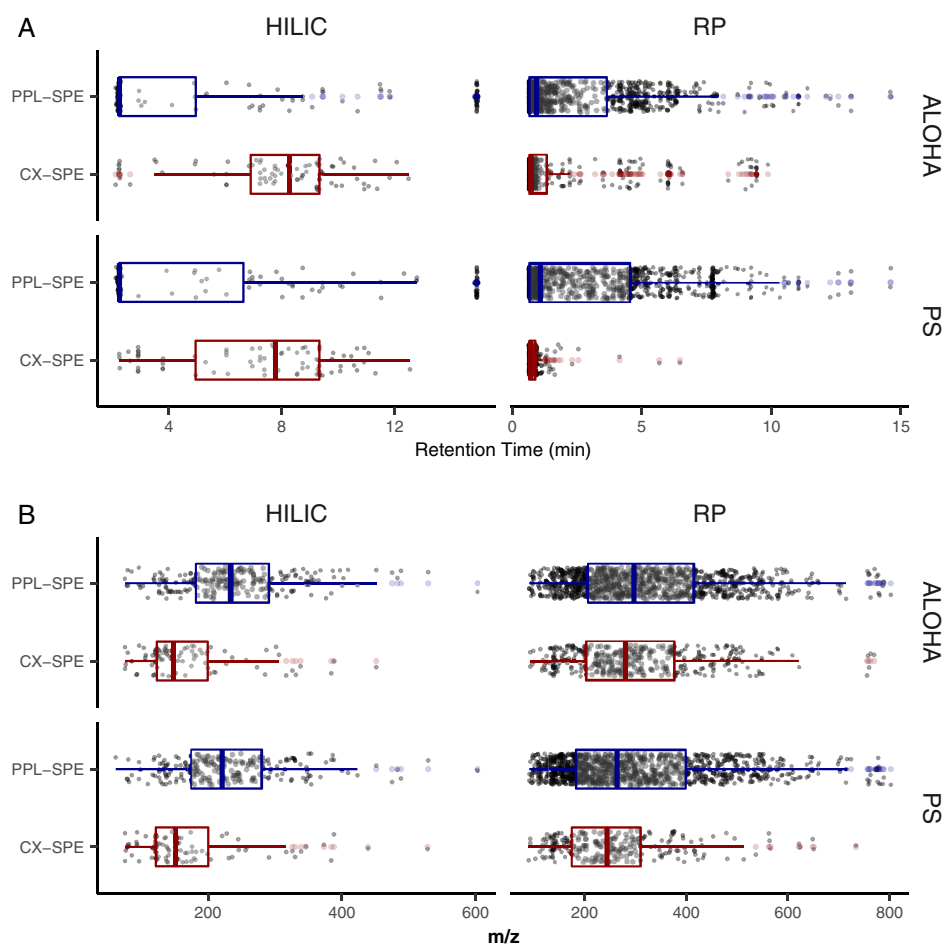 A
HILIC
RP
PPL−SPE
CX−SPE
ALOHA
PPL−SPE
CX−SPE
PS
4
8
12
0
5
10
15
Retention Time (min)
B
HILIC
RP
PPL−SPE
CX−SPE
ALOHA
PPL−SPE
CX−SPE
PS
200
400
600
200
400
600
800
m/z